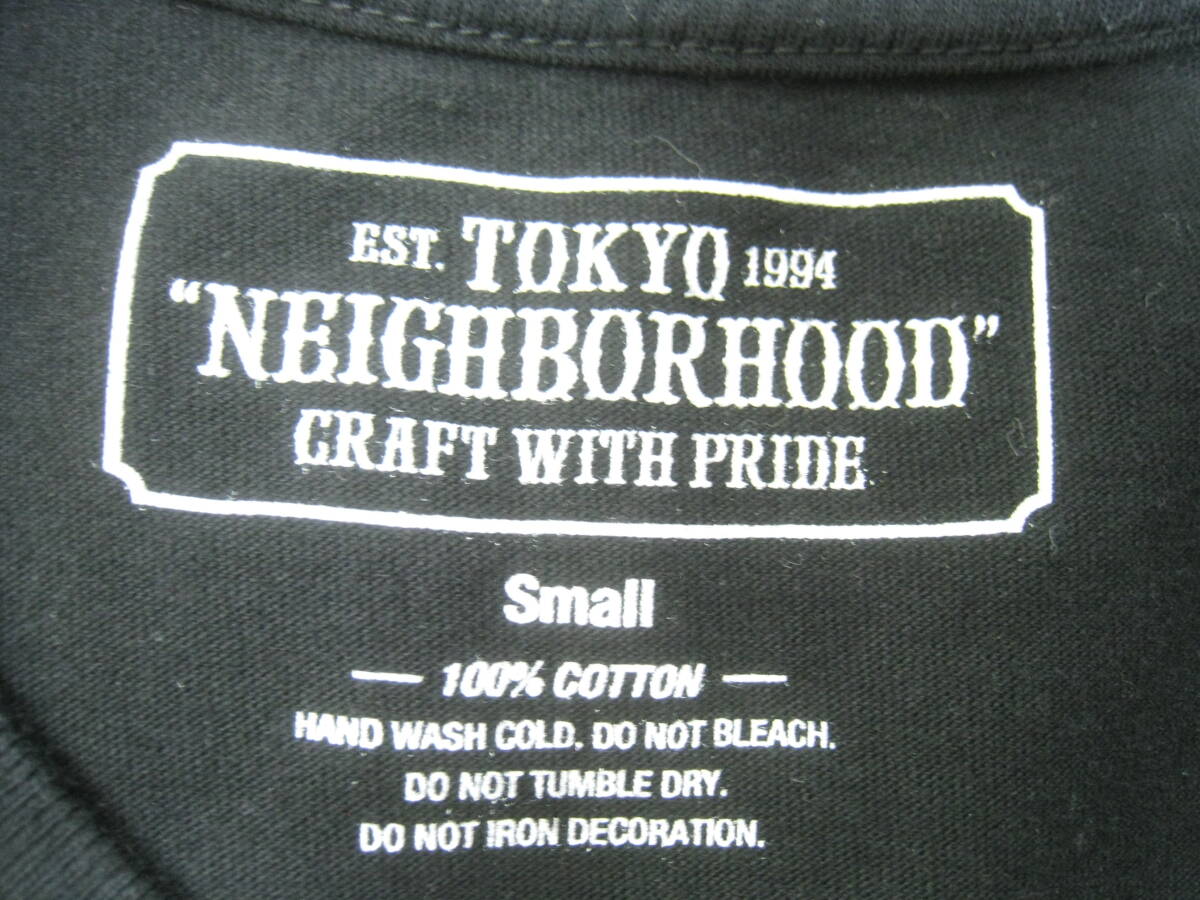 EST. TOKYO 1994
“NEIGHBORHOOD”
CRAFT WITH PRIDE
Small
— 100% COTTON —
HAND WASH COLD. DO NOT BLEACH.
DO NOT TUMBLE DRY.
DO NOT IRON DECORATION.